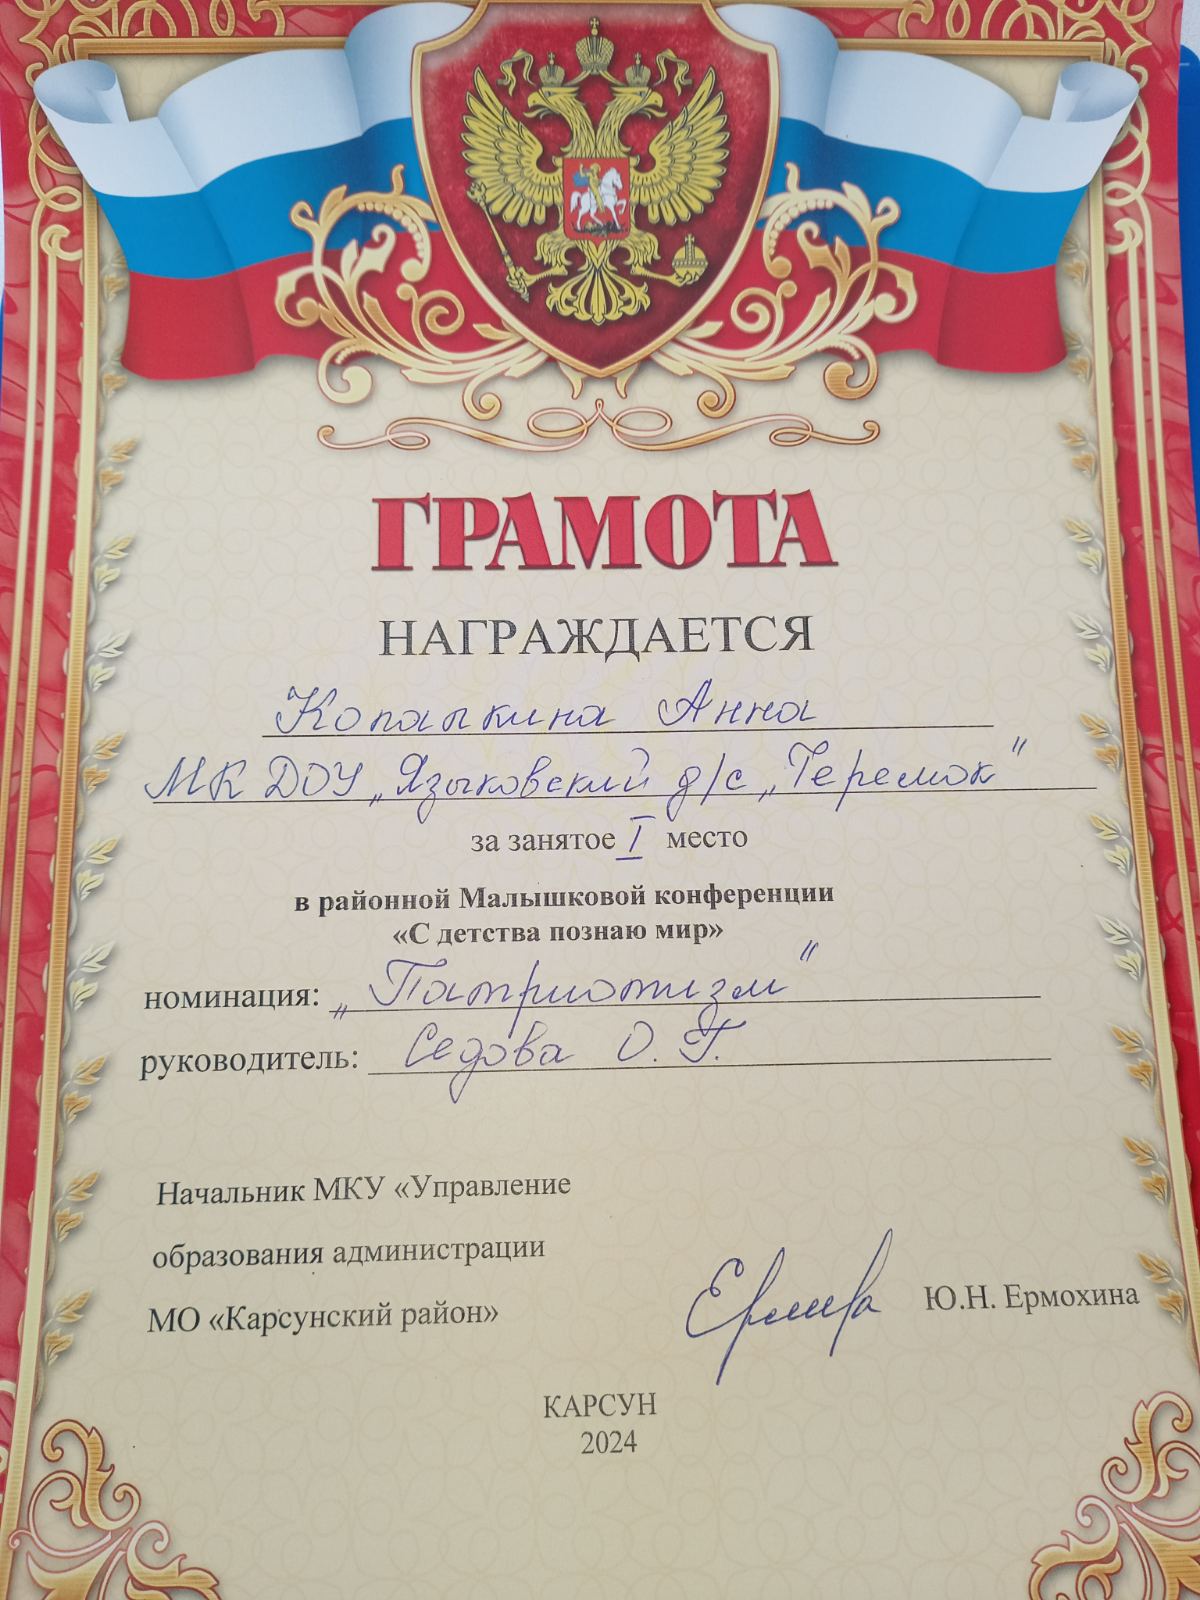 ГРАМОТА
НАГРАЖДАЕТСЯ
Копылкина Анна
МК ДОУ „Языковский д/с „Теремок"
за занятое I место
в районной Малышковой конференции
«С детства познаю мир»
номинация: „Патриотизм"
руководитель: Седова О. Г.
Начальник МКУ «Управление
образования администрации
МО «Карсунский район»
Ю.Н. Ермохина
КАРСУН
2024